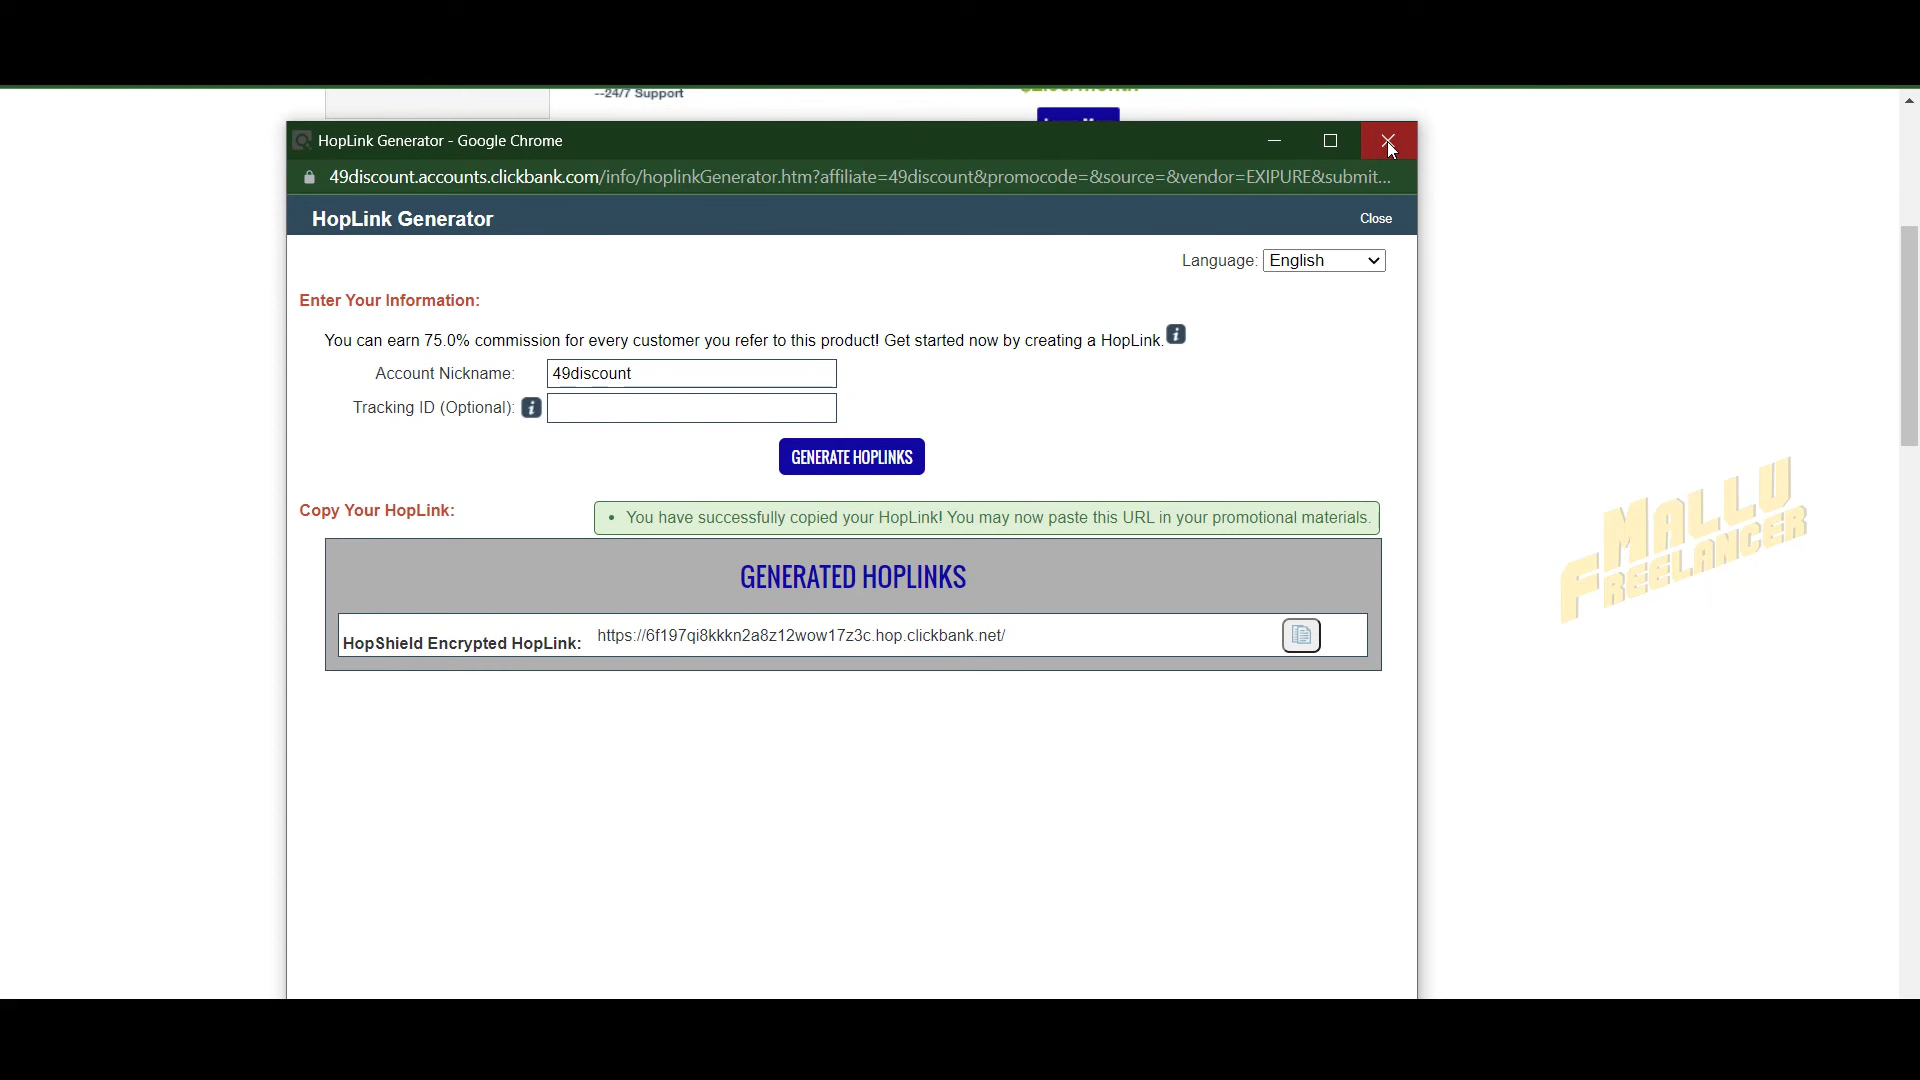 --24/7 Support
HopLink Generator - Google Chrome
49discount.accounts.clickbank.com/info/hoplinkGenerator.htm?affiliate=49discount&promocode=&source=&vendor=EXIPURE&submit...
HopLink Generator
Close
Language: English
Enter Your Information:
You can earn 75.0% commission for every customer you refer to this product! Get started now by creating a HopLink.
Account Nickname: 49discount
Tracking ID (Optional):
GENERATE HOPLINKS
Copy Your HopLink:
• You have successfully copied your HopLink! You may now paste this URL in your promotional materials.
GENERATED HOPLINKS
HopShield Encrypted HopLink: https://6f197qi8kkkn2a8z12wow17z3c.hop.clickbank.net/
MALLU
FREELANCER